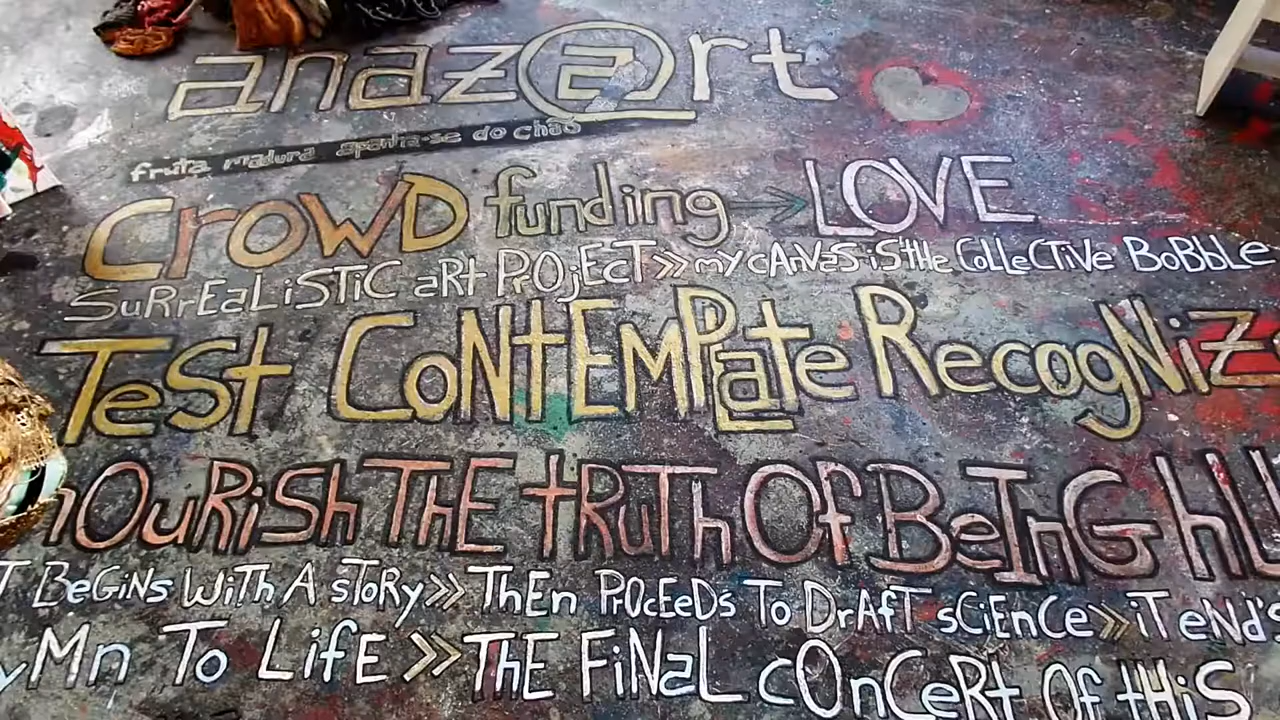 anaz@rt
fruta madura apanha-se do chão
CrowD funding → LOVE
SuRrEaLiSTiC aRt PrOjEcT >> my cANvaS iS tHe CoLLeCTiVe BoBBLe
TeSt CoNtEMPLate RecogNiZ
nOuRiSh THE tRuTh Of BeInG hu
T BeGiNs WiTh A sToRy >> ThEn PrOcEeDs To DrAfT sCiEnCe >> iT eNd's
yMn To LifE >> THE FiNaL cOnCeRt Of tHiS